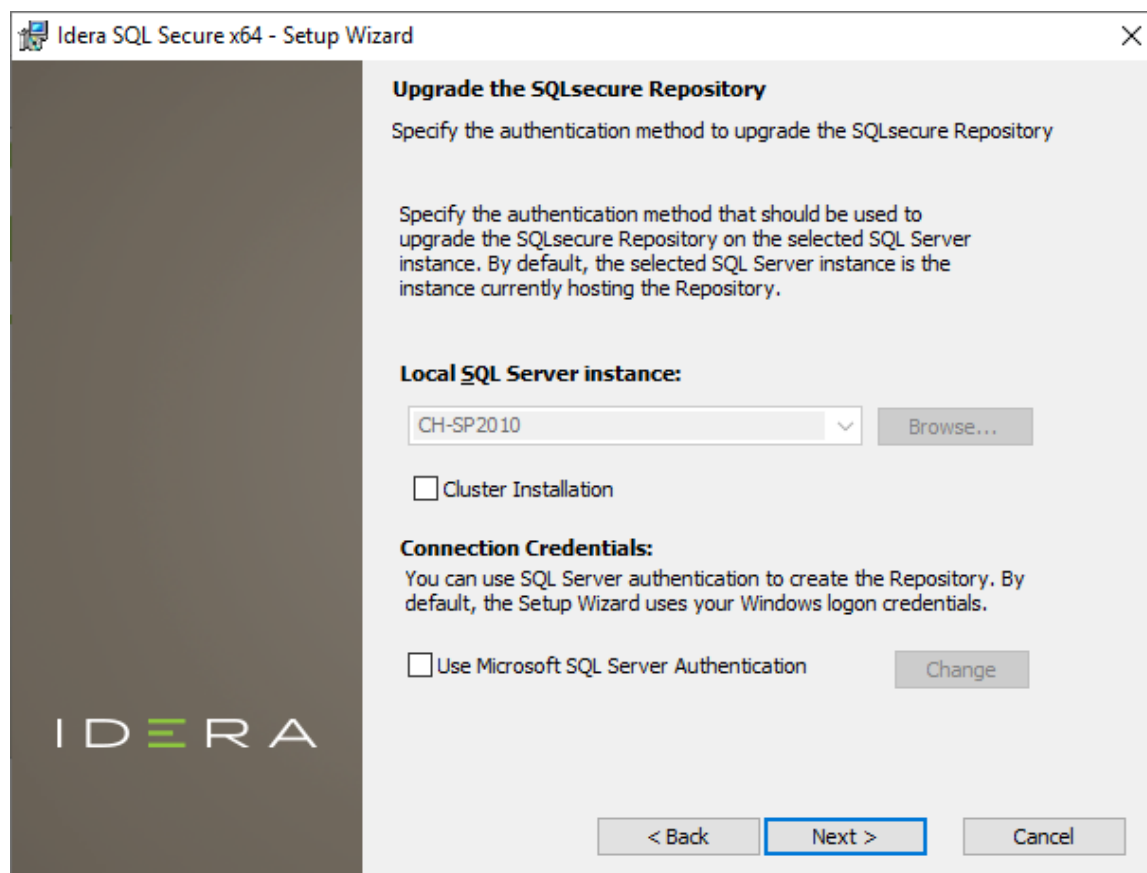 Idera SQL Secure x64 - Setup Wizard
Upgrade the SQLsecure Repository
Specify the authentication method to upgrade the SQLsecure Repository
Specify the authentication method that should be used to
upgrade the SQLsecure Repository on the selected SQL Server
instance. By default, the selected SQL Server instance is the
instance currently hosting the Repository.
Local SQL Server instance:
CH-SP2010
Browse...
Cluster Installation
Connection Credentials:
You can use SQL Server authentication to create the Repository. By
default, the Setup Wizard uses your Windows logon credentials.
Use Microsoft SQL Server Authentication
Change
IDERA
< Back
Next >
Cancel